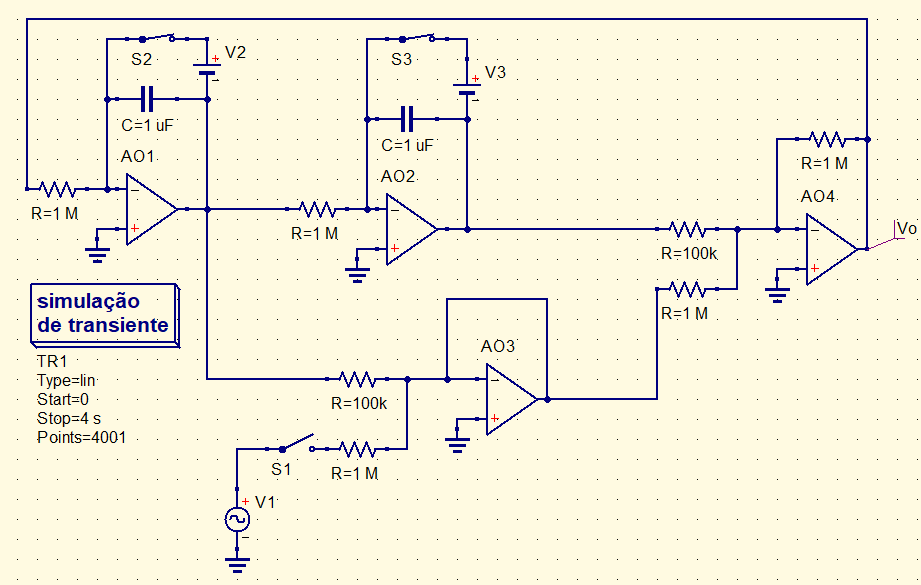 S2
V2
C=1 uF
AO1
R=1 M
S3
V3
C=1 uF
AO2
R=1 M
R=1 M
AO4
Vo
R=100k
R=1 M
simulação
de transiente
TR1
Type=lin
Start=0
Stop=4 s
Points=4001
AO3
R=100k
S1
R=1 M
V1